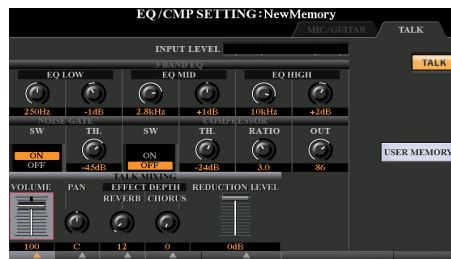 EQ/CMP SETTING:NewMemory
MIC/GUITAR TALK
INPUT LEVEL
3 BAND EQ
TALK
EQ LOW EQ MID EQ HIGH
250Hz -1dB 2.8kHz +1dB 10kHz +2dB
NOISE GATE COMPRESSOR
SW TH. SW TH. RATIO OUT
ON ON
OFF -45dB OFF -24dB 3.0 86
USER MEMORY
TALK MIXING
VOLUME PAN EFFECT DEPTH REDUCTION LEVEL
REVERB CHORUS
100 C 12 0 0dB